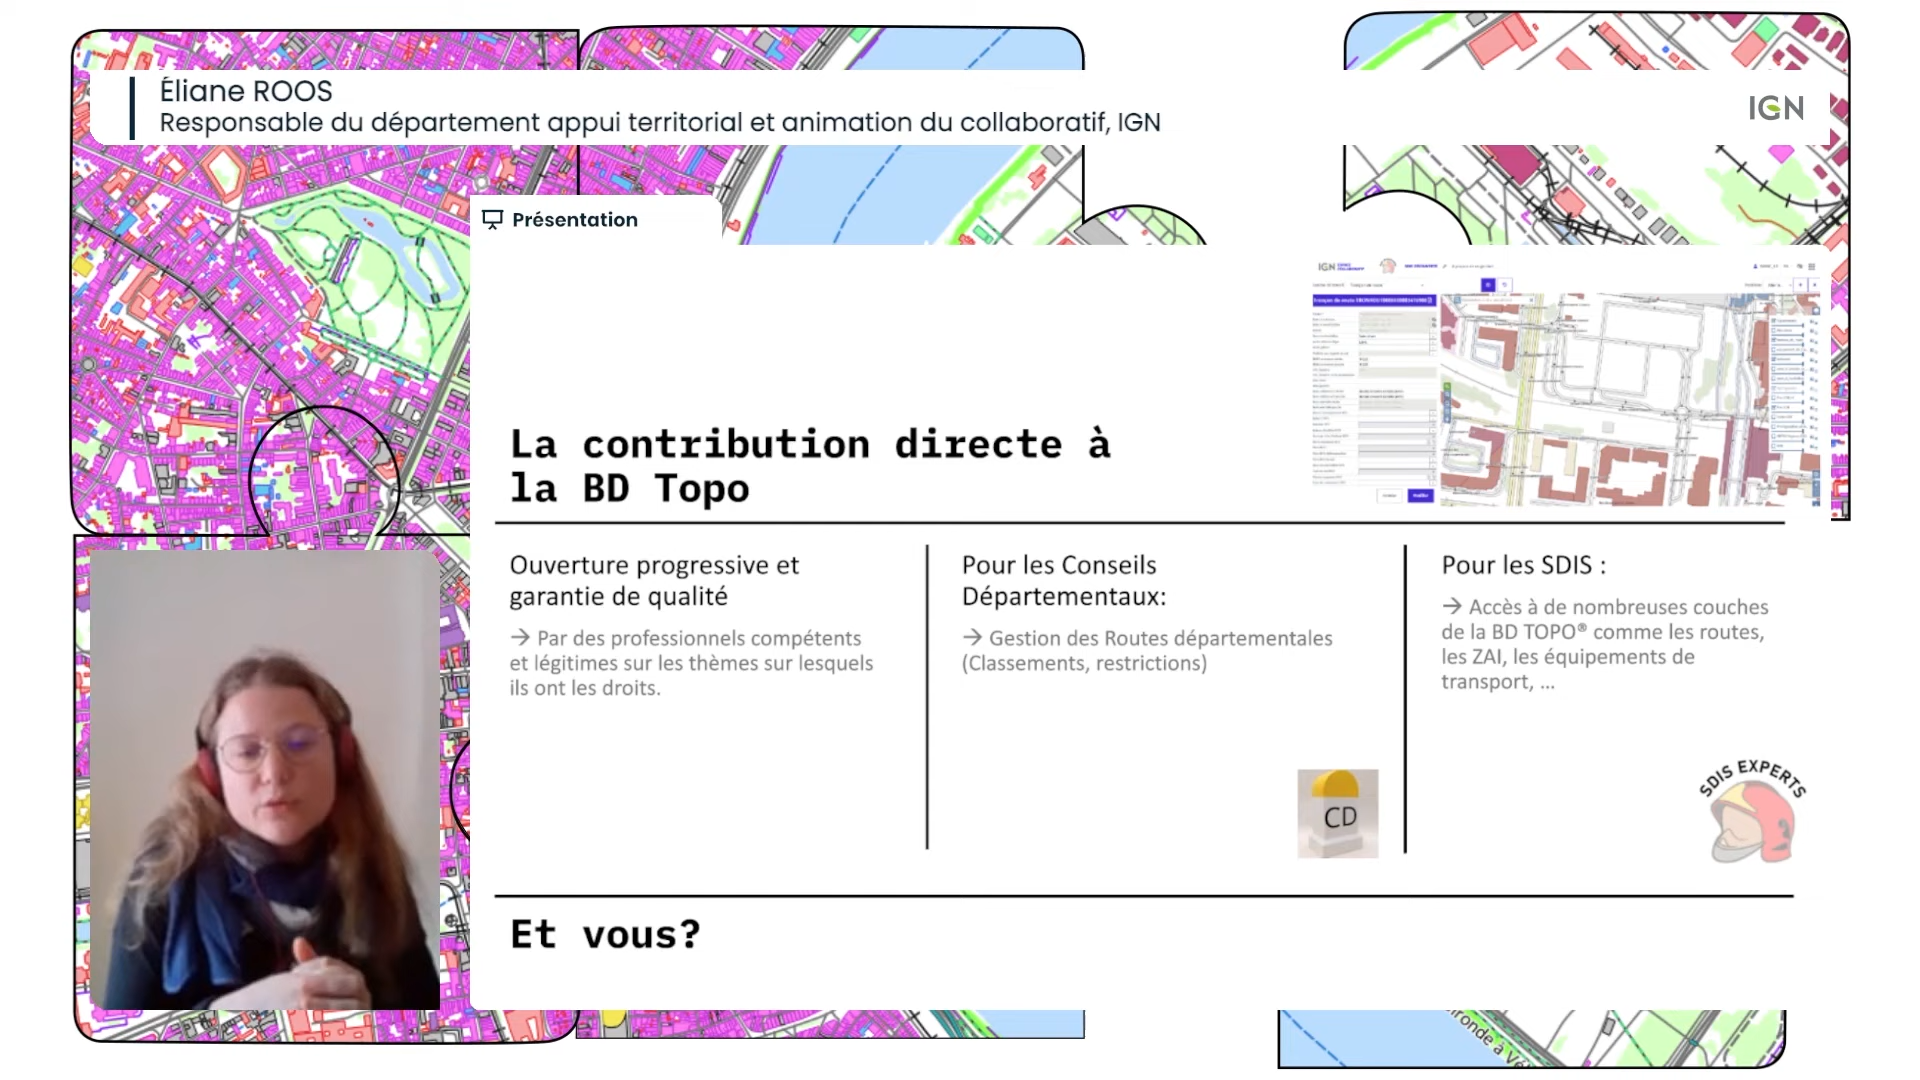 Éliane ROOS
Responsable du département appui territorial et animation du collaboratif, IGN
IGN
Présentation
IGN
La contribution directe à
la BD Topo
Ouverture progressive et
garantie de qualité
→ Par des professionnels compétents
et légitimes sur les thèmes sur lesquels
ils ont les droits.
Pour les Conseils
Départementaux:
→ Gestion des Routes départementales
(Classements, restrictions)
CD
Pour les SDIS :
→ Accès à de nombreuses couches
de la BD TOPO® comme les routes,
les ZAI, les équipements de
transport, ...
SDIS EXPERTS
Et vous?